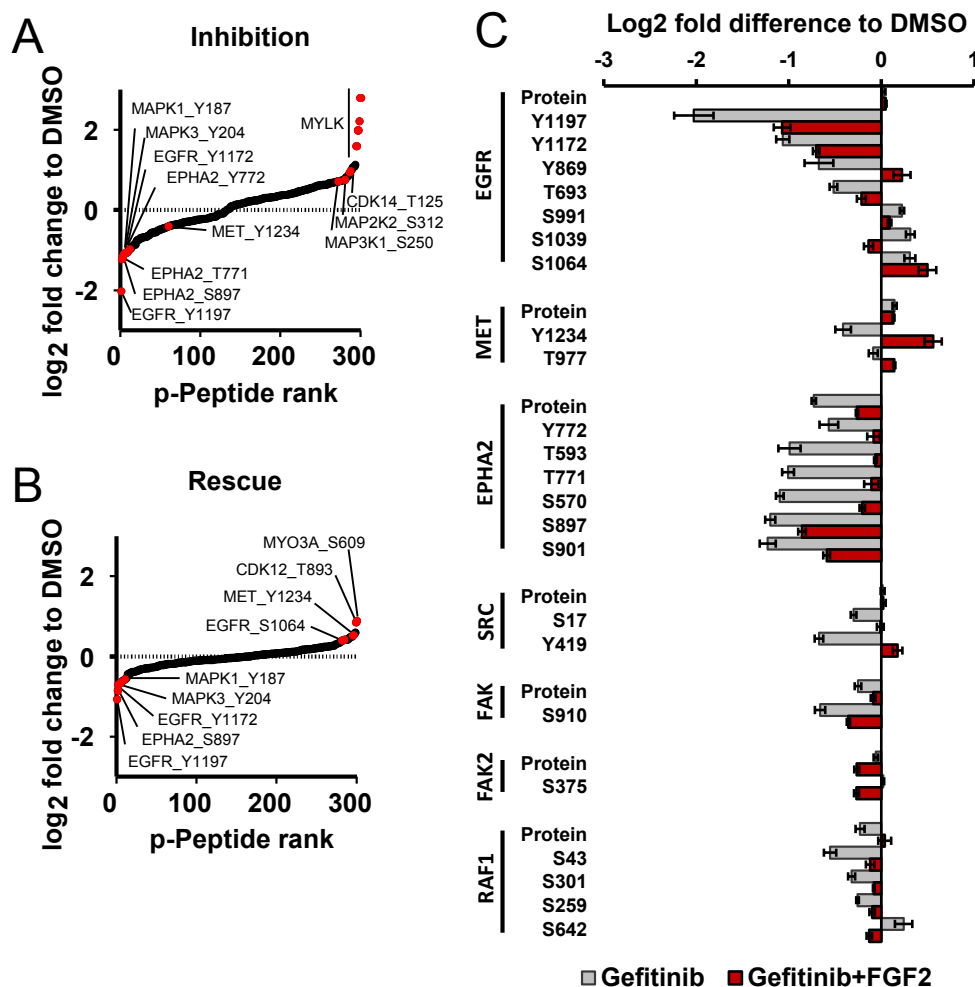 A
Inhibition
log2 fold change to DMSO
2
0
-2
MAPK1_Y187
MAPK3_Y204
EGFR_Y1172
EPHA2_Y772
MYLK
CDK14_T125
MAP2K2_S312
MAP3K1_S250
MET_Y1234
EPHA2_T771
EPHA2_S897
EGFR_Y1197
0 100 200 300
p-Peptide rank
B
Rescue
log2 fold change to DMSO
2
0
-2
MYO3A_S609
CDK12_T893
MET_Y1234
EGFR_S1064
MAPK1_Y187
MAPK3_Y204
EGFR_Y1172
EPHA2_S897
EGFR_Y1197
0 100 200 300
p-Peptide rank
C
Log2 fold difference to DMSO
-3 -2 -1 0 1
EGFR
Protein
Y1197
Y1172
Y869
T693
S991
S1039
S1064
MET
Protein
Y1234
T977
EPHA2
Protein
Y772
T593
T771
S570
S897
S901
SRC
Protein
S17
Y419
FAK
Protein
S910
FAK2
Protein
S375
RAF1
Protein
S43
S301
S259
S642
Gefitinib Gefitinib+FGF2